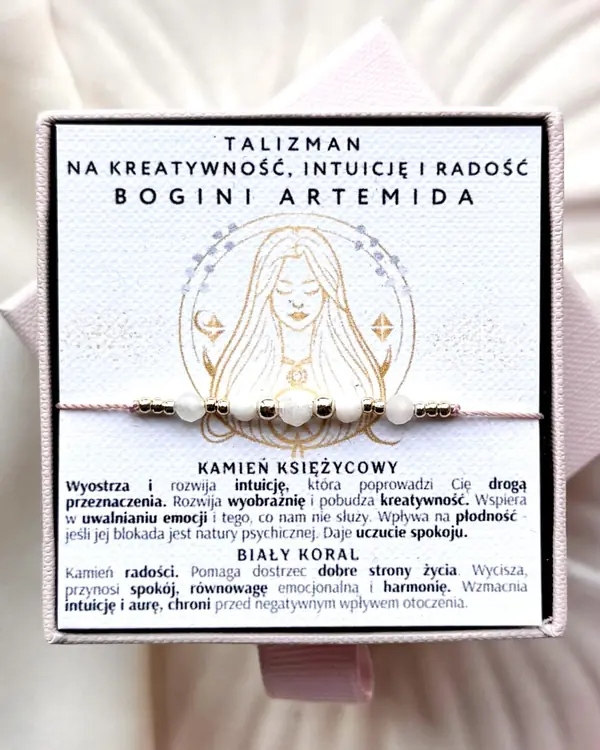 TALIZMAN
NA KREATYWNOŚĆ, INTUICJĘ I RADOŚĆ
BOGINI ARTEMIDA
KAMIEŃ KSIĘŻYCOWY
Wyostrza i rozwija intuicję, która poprowadzi Cię drogą
przeznaczenia. Rozwija wyobraźnię i pobudza kreatywność. Wspiera
w uwalnianiu emocji i tego, co nam nie służy. Wpływa na płodność -
jeśli jej blokada jest natury psychicznej. Daje uczucie spokoju.
BIAŁY KORAL
Kamień radości. Pomaga dostrzec dobre strony życia. Wycisza,
przynosi spokój, równowagę emocjonalną i harmonię. Wzmacnia
intuicję i aurę, chroni przed negatywnym wpływem otoczenia.